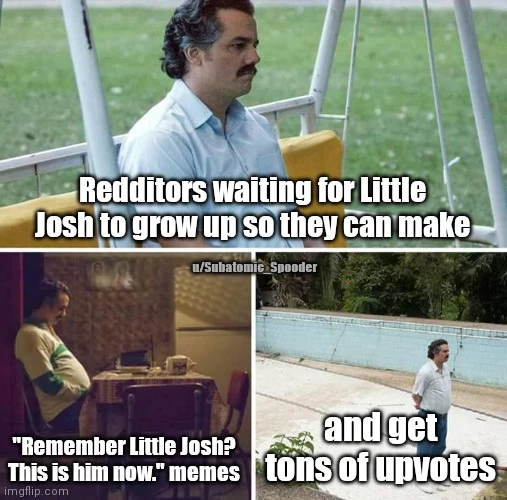 Redditors waiting for Little
Josh to grow up so they can make
u/Subatomic_Spooder
"Remember Little Josh?
This is him now." memes
and get
tons of upvotes
imgflip.com